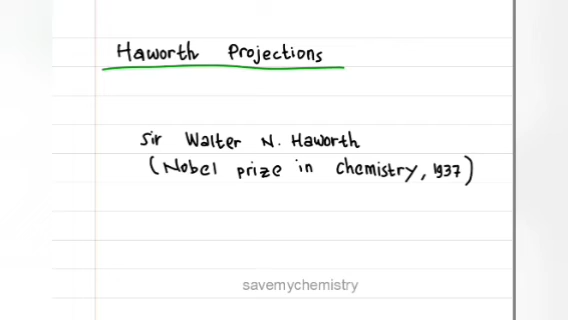 Haworth Projections
Sir Walter N. Haworth
(Nobel prize in chemistry, 1937)
savemychemistry